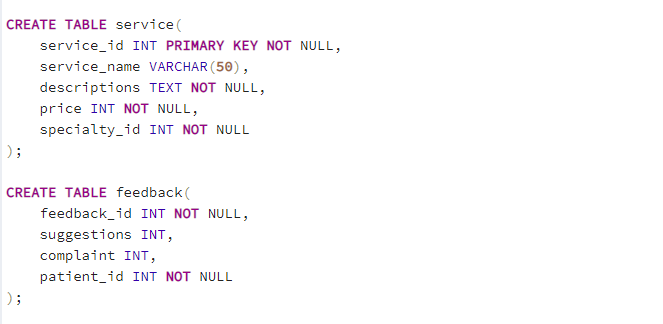 CREATE TABLE service(
    service_id INT PRIMARY KEY NOT NULL,
    service_name VARCHAR(50),
    descriptions TEXT NOT NULL,
    price INT NOT NULL,
    specialty_id INT NOT NULL
);

CREATE TABLE feedback(
    feedback_id INT NOT NULL,
    suggestions INT,
    complaint INT,
    patient_id INT NOT NULL
);